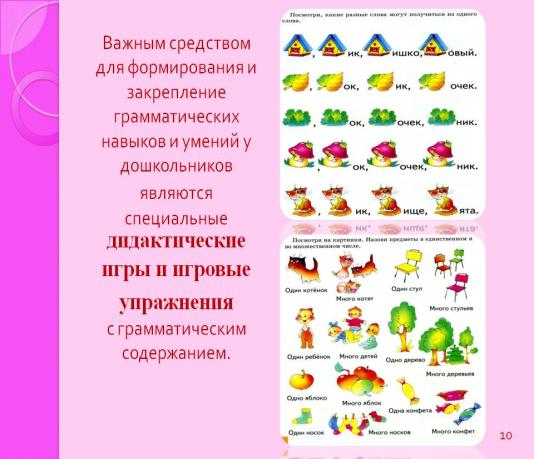 Важным средством
для формирования и
закрепление
грамматических
навыков и умений у
дошкольников
являются
специальные
дидактические
игры и игровые
упражнения
с грамматическим
содержанием.
Посмотри, какие разные слова могут получиться из одного
слова.
, ик, ишко, овый.
, ок, ик, очек.
, ок, очек, ник.
, ок, очек, ник.
, ик, ище, ята.
Посмотри на картинки. Назови предметы в единственном и
во множественном числе.
Один котёнок Много котят Один стул Много стульев
Один ребёнок Много детей Одно дерево Много деревьев
Одно яблоко Много яблок Одна конфета
Один носок Много носков Много конфет
10